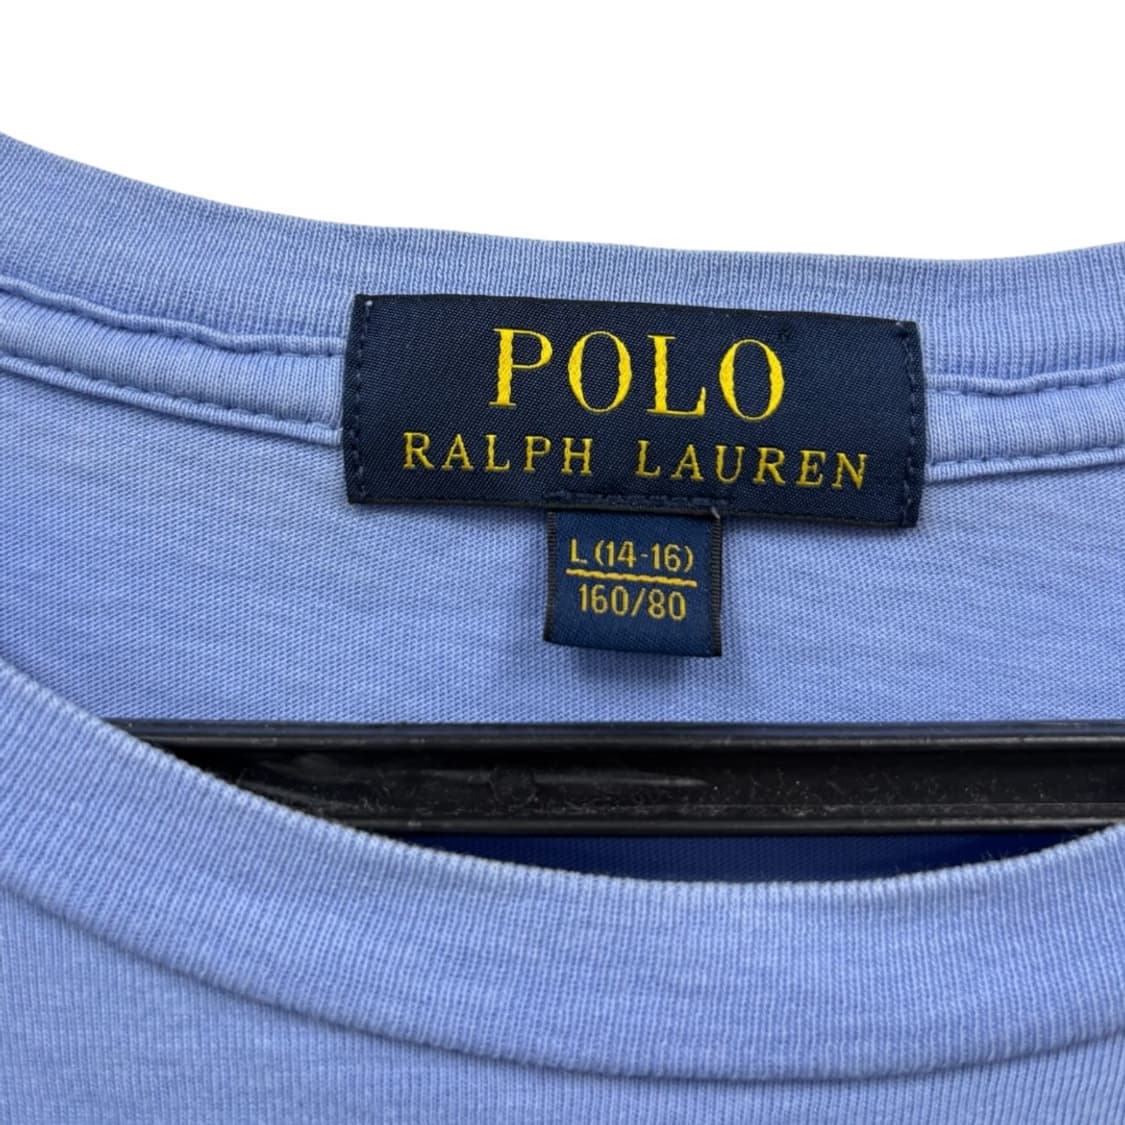 POLO
RALPH LAUREN
L (14-16)
160/80